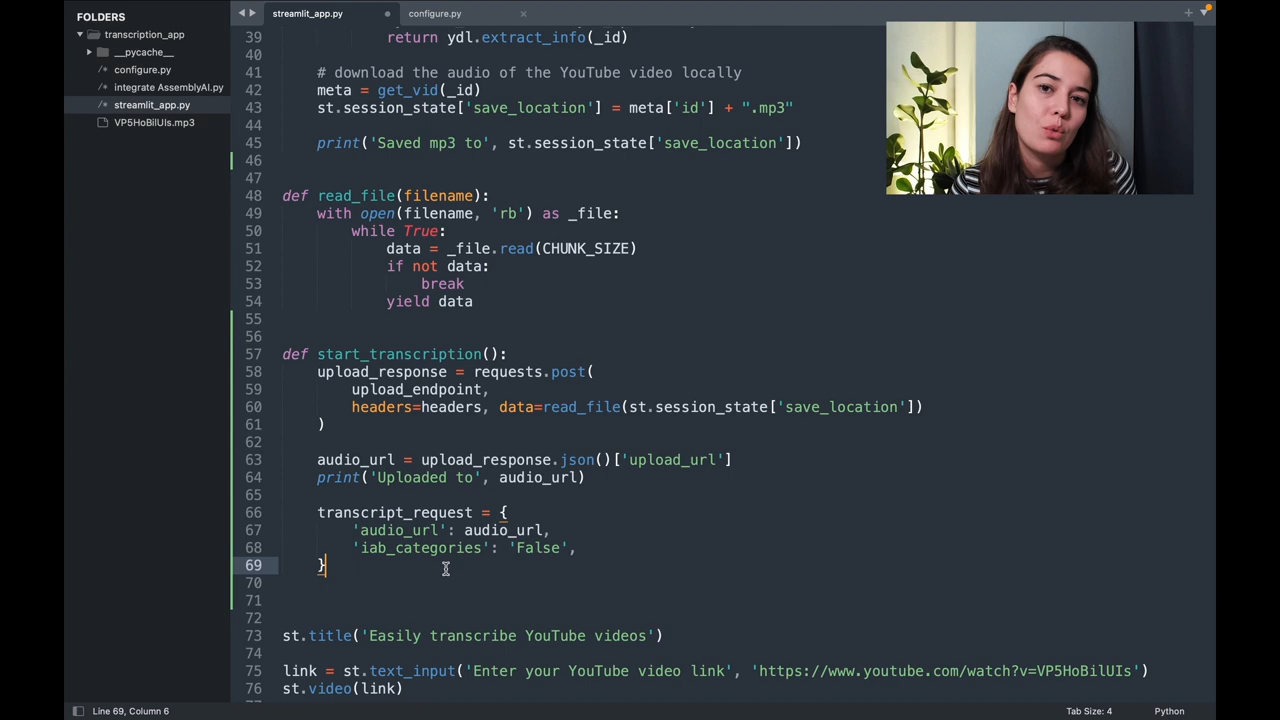 FOLDERS
transcription_app
__pycache__
configure.py
integrate AssemblyAI.py
streamlit_app.py
VP5HoBilUIs.mp3
streamlit_app.py
configure.py
39 return ydl.extract_info(_id)
40
41 # download the audio of the YouTube video locally
42 meta = get_vid(_id)
43 st.session_state['save_location'] = meta['id'] + ".mp3"
44
45 print('Saved mp3 to', st.session_state['save_location'])
46
47
48 def read_file(filename):
49 with open(filename, 'rb') as _file:
50 while True:
51 data = _file.read(CHUNK_SIZE)
52 if not data:
53 break
54 yield data
55
56
57 def start_transcription():
58 upload_response = requests.post(
59 upload_endpoint,
60 headers=headers, data=read_file(st.session_state['save_location'])
61 )
62
63 audio_url = upload_response.json()['upload_url']
64 print('Uploaded to', audio_url)
65
66 transcript_request = {
67 'audio_url': audio_url,
68 'iab_categories': 'False',
69 }
70
71
72
73 st.title('Easily transcribe YouTube videos')
74
75 link = st.text_input('Enter your YouTube video link', 'https://www.youtube.com/watch?v=VP5HoBilUIs')
76 st.video(link)
Line 69, Column 6
Tab Size: 4
Python